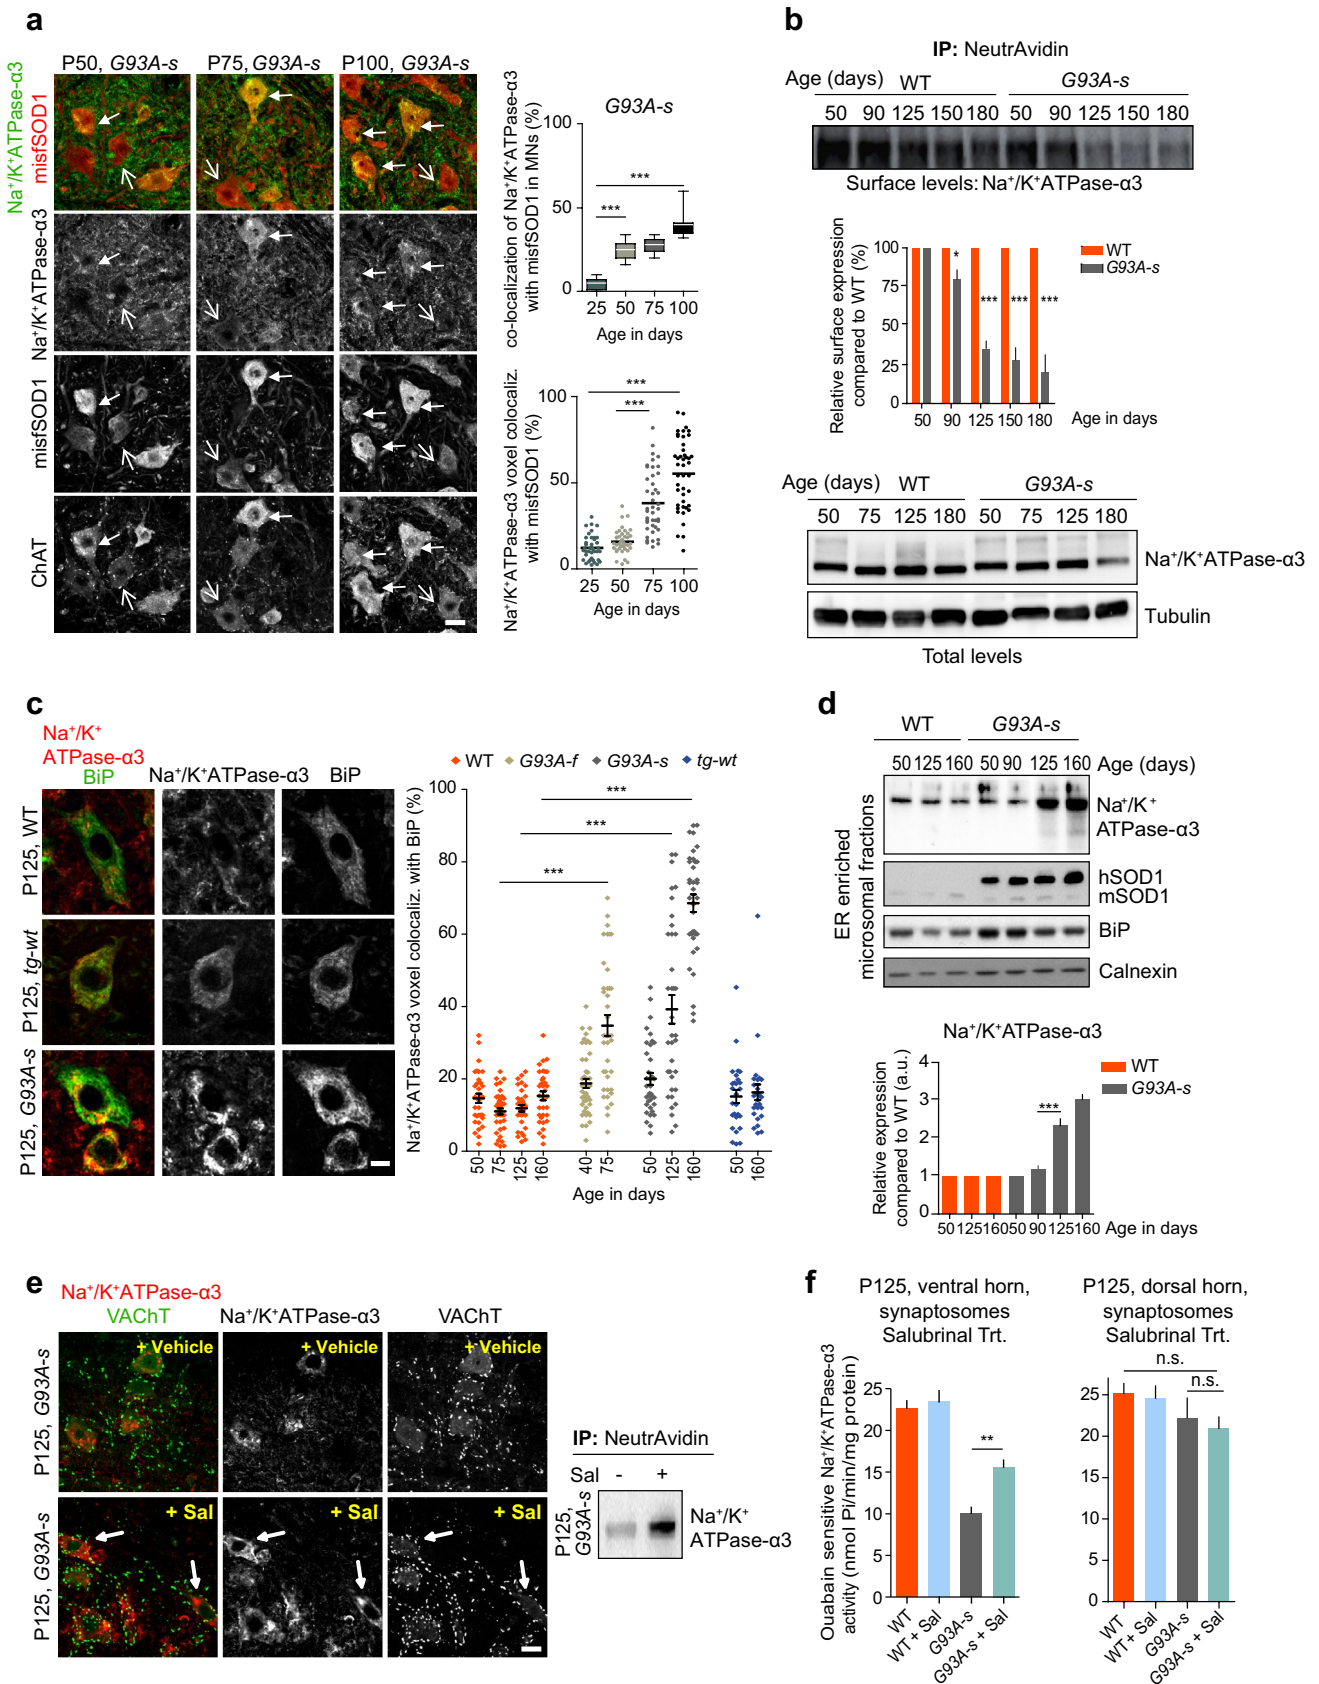 a
P50, G93A-s
P75, G93A-s
P100, G93A-s
Na⁺/K⁺ATPase-α3
misfSOD1
Na⁺/K⁺ATPase-α3
misfSOD1
ChAT
G93A-s
co-localization of Na⁺/K⁺ATPase-α3
with misfSOD1 in MNs (%)
100
50
0
***
***
25 50 75 100
Age in days
Na⁺/K⁺ATPase-α3 voxel colocaliz.
with misfSOD1 (%)
100
50
0
***
***
25 50 75 100
Age in days
b
IP: NeutrAvidin
Age (days) WT G93A-s
50 90 125 150 180 50 90 125 150 180
Surface levels: Na⁺/K⁺ATPase-α3
Relative surface expression
compared to WT (%)
100
75
50
25
0
* *** *** ***
WT
G93A-s
50 90 125 150 180 Age in days
Age (days) WT G93A-s
50 75 125 180 50 75 125 180
Na⁺/K⁺ATPase-α3
Tubulin
Total levels
c
Na⁺/K⁺
ATPase-α3
BiP Na⁺/K⁺ATPase-α3 BiP
P125, WT
P125, tg-wt
P125, G93A-s
WT G93A-f G93A-s tg-wt
Na⁺/K⁺ATPase-α3 voxel colocaliz. with BiP (%)
100
80
60
40
20
0
***
***
***
50 75 125 160 40 75 50 125 160 50 160
Age in days
d
WT G93A-s
50 125 160 50 90 125 160 Age (days)
ER enriched
microsomal fractions
Na⁺/K⁺
ATPase-α3
hSOD1
mSOD1
BiP
Calnexin
Na⁺/K⁺ATPase-α3
Relative expression
compared to WT (a.u.)
4
3
2
1
0
***
WT
G93A-s
50 125 160 50 90 125 160 Age in days
e
Na⁺/K⁺ATPase-α3
VAChT Na⁺/K⁺ATPase-α3 VAChT
P125, G93A-s
+ Vehicle + Vehicle + Vehicle
P125, G93A-s
+ Sal + Sal + Sal
IP: NeutrAvidin
Sal - +
P125,
G93A-s
Na⁺/K⁺
ATPase-α3
f
P125, ventral horn,
synaptosomes
Salubrinal Trt.
Ouabain sensitive Na⁺/K⁺ATPase-α3
activity (nmol Pi/min/mg protein)
25
20
15
10
5
0
**
WT
WT + Sal
G93A-s
G93A-s + Sal
P125, dorsal horn,
synaptosomes
Salubrinal Trt.
n.s.
n.s.
25
20
15
10
5
0
WT
WT + Sal
G93A-s
G93A-s + Sal